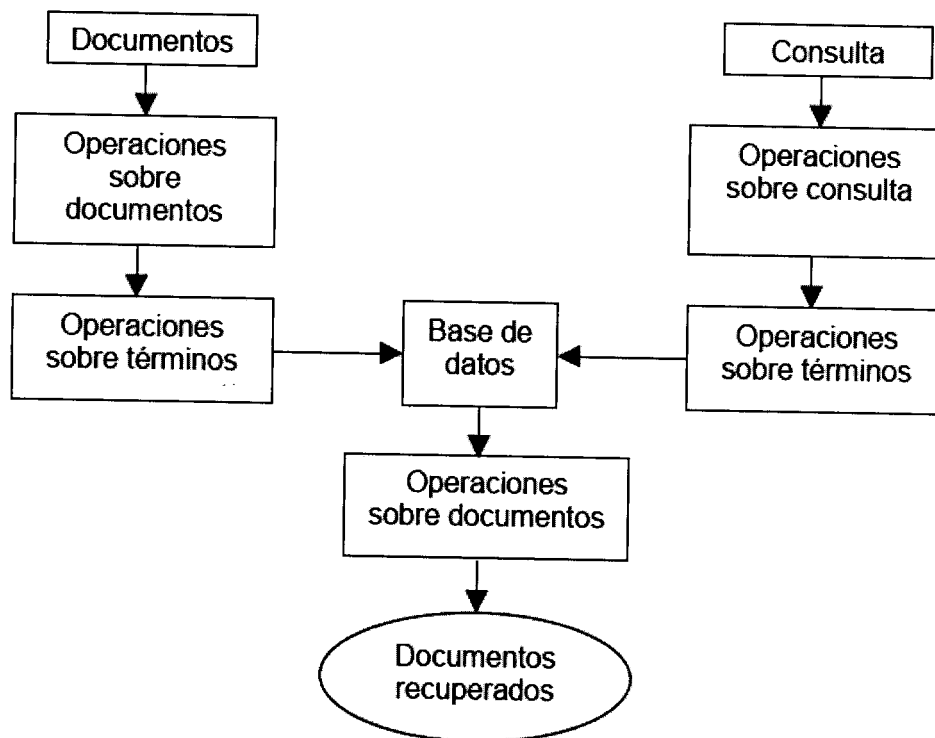 Documentos
Consulta
Operaciones
sobre
documentos
Operaciones
sobre consulta
Operaciones
sobre términos
Base de
datos
Operaciones
sobre términos
Operaciones
sobre documentos
Documentos
recuperados